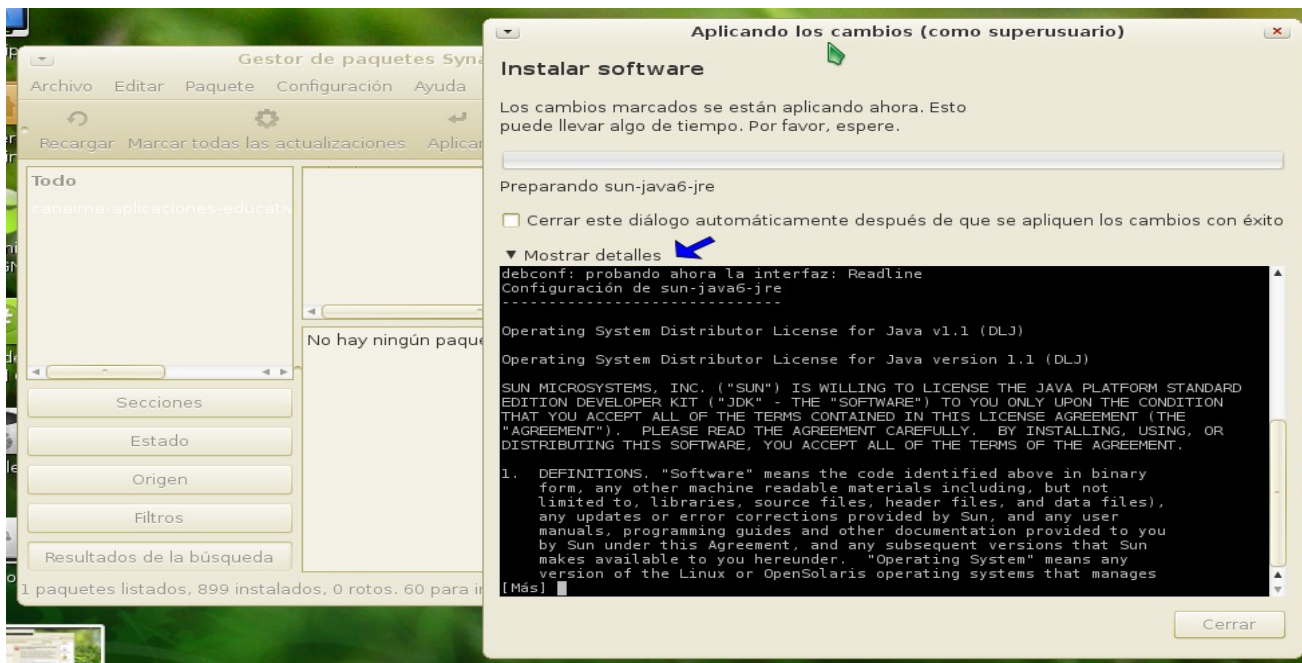 Gestor de paquetes
Archivo Editar Paquete Configuración Ayuda
Recargar Marcar todas las actualizaciones
Todo
canaima-aplicaciones-educati
No hay ningún
Secciones
Estado
Origen
Filtros
Resultados de la búsqueda
1 paquetes listados, 899 instalados, 0 rotos. 60 para
Aplicando los cambios (como superusuario)
Instalar software
Los cambios marcados se están aplicando ahora. Esto
puede llevar algo de tiempo. Por favor, espere.
Preparando sun-java6-jre
Cerrar este diálogo automáticamente después de que se apliquen los cambios con éxito
Mostrar detalles
debconf: probando ahora la interfaz: Readline
Configuración de sun-java6-jre
------------------------------
Operating System Distributor License for Java v1.1 (DLJ)
Operating System Distributor License for Java version 1.1 (DLJ)
SUN MICROSYSTEMS, INC. ("SUN") IS WILLING TO LICENSE THE JAVA PLATFORM STANDARD
EDITION DEVELOPER KIT ("JDK" - THE "SOFTWARE") TO YOU ONLY UPON THE CONDITION
THAT YOU ACCEPT ALL OF THE TERMS CONTAINED IN THIS LICENSE AGREEMENT (THE
"AGREEMENT"). PLEASE READ THE AGREEMENT CAREFULLY. BY INSTALLING, USING, OR
DISTRIBUTING THIS SOFTWARE, YOU ACCEPT ALL OF THE TERMS OF THE AGREEMENT.
1. DEFINITIONS. "Software" means the code identified above in binary
form, any other machine readable materials including, but not
limited to, libraries, source files, header files, and data files),
any updates or error corrections provided by Sun, and any user
manuals, programming guides and other documentation provided to you
by Sun under this Agreement, and any subsequent versions that Sun
makes available to you hereunder. "Operating System" means any
version of the Linux or OpenSolaris operating systems that manages
[Más]
Cerrar